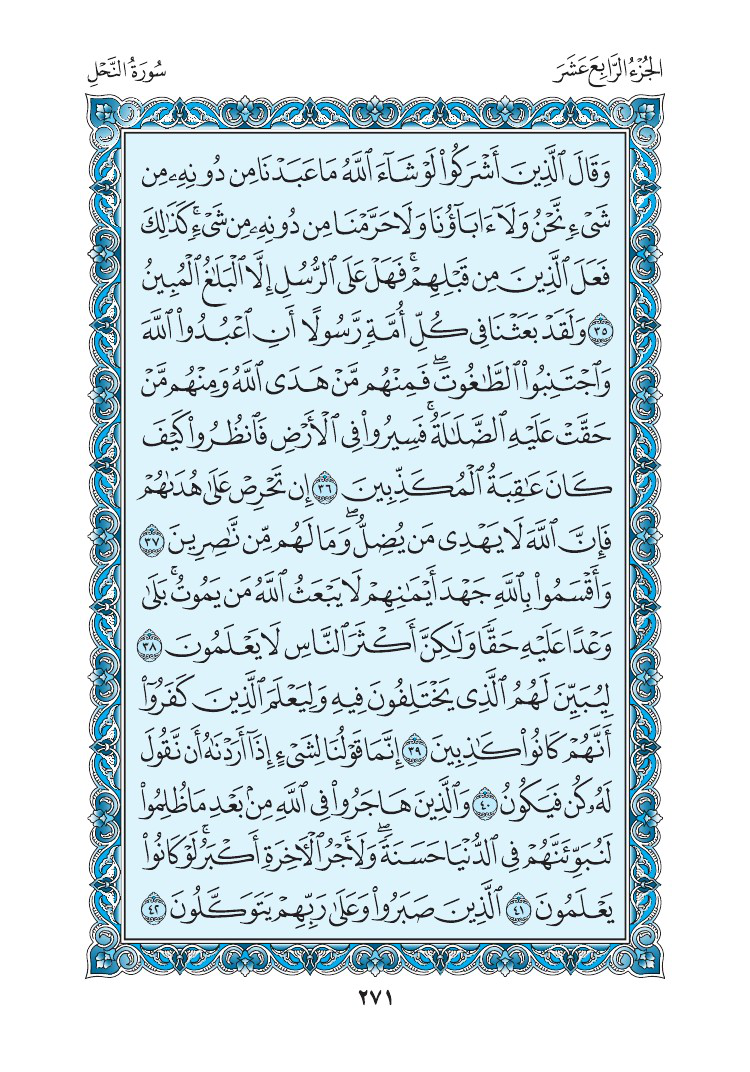 الجُزْءُ الرَّابِعَ عَشَرَ
سُورَةُ النَّحْلِ
وَقَالَ ٱلَّذِينَ أَشْرَكُواْ لَوْ شَآءَ ٱللَّهُ مَا عَبَدْنَا مِن دُونِهِۦ مِن
شَىْءٍ نَّحْنُ وَلَآ ءَابَآؤُنَا وَلَا حَرَّمْنَا مِن دُونِهِۦ مِن شَىْءٍۚ كَذَٰلِكَ
فَعَلَ ٱلَّذِينَ مِن قَبْلِهِمْۚ فَهَلْ عَلَى ٱلرُّسُلِ إِلَّا ٱلْبَلَٰغُ ٱلْمُبِينُ
٣٥ وَلَقَدْ بَعَثْنَا فِى كُلِّ أُمَّةٍ رَّسُولًا أَنِ ٱعْبُدُواْ ٱللَّهَ
وَٱجْتَنِبُواْ ٱلطَّٰغُوتَۖ فَمِنْهُم مَّنْ هَدَى ٱللَّهُ وَمِنْهُم مَّنْ
حَقَّتْ عَلَيْهِ ٱلضَّلَٰلَةُۚ فَسِيرُواْ فِى ٱلْأَرْضِ فَٱنظُرُواْ كَيْفَ
كَانَ عَٰقِبَةُ ٱلْمُكَذِّبِينَ ٣٦ إِن تَحْرِصْ عَلَىٰ هُدَىٰهُمْ
فَإِنَّ ٱللَّهَ لَا يَهْدِى مَن يُضِلُّۖ وَمَا لَهُم مِّن نَّٰصِرِينَ ٣٧
وَأَقْسَمُواْ بِٱللَّهِ جَهْدَ أَيْمَٰنِهِمْ لَا يَبْعَثُ ٱللَّهُ مَن يَمُوتُۚ بَلَىٰ
وَعْدًا عَلَيْهِ حَقًّا وَلَٰكِنَّ أَكْثَرَ ٱلنَّاسِ لَا يَعْلَمُونَ ٣٨
لِيُبَيِّنَ لَهُمُ ٱلَّذِى يَخْتَلِفُونَ فِيهِ وَلِيَعْلَمَ ٱلَّذِينَ كَفَرُوٓاْ
أَنَّهُمْ كَانُواْ كَٰذِبِينَ ٣٩ إِنَّمَا قَوْلُنَا لِشَىْءٍ إِذَآ أَرَدْنَٰهُ أَن نَّقُولَ
لَهُۥ كُن فَيَكُونُ ٤٠ وَٱلَّذِينَ هَاجَرُواْ فِى ٱللَّهِ مِنۢ بَعْدِ مَا ظُلِمُواْ
لَنُبَوِّئَنَّهُمْ فِى ٱلدُّنْيَا حَسَنَةًۖ وَلَأَجْرُ ٱلْأَخِرَةِ أَكْبَرُۚ لَوْ كَانُواْ
يَعْلَمُونَ ٤١ ٱلَّذِينَ صَبَرُواْ وَعَلَىٰ رَبِّهِمْ يَتَوَكَّلُونَ ٤٢
٢٧١